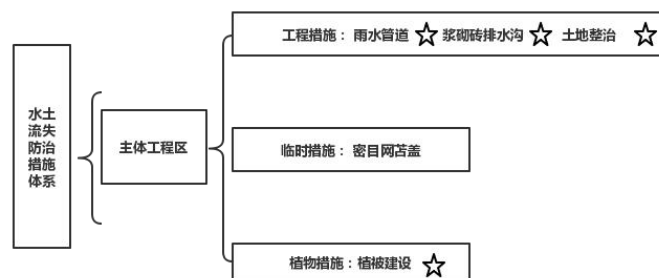 水土
流失
防治
措施
体系
主体工程区
工程措施：雨水管道☆浆砌砖排水沟☆土地整治☆
临时措施：密目网苫盖
植物措施：植被建设☆